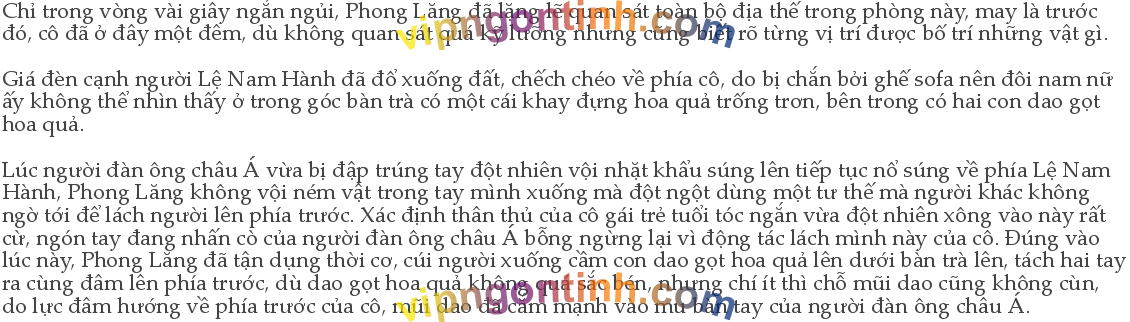 Chỉ trong vòng vài giây ngắn ngủi, Phong Lăng đã lặng lẽ quan sát toàn bộ địa thế trong phòng này, may là trước
đó, cô đã ở đây một đêm, dù không quan sát quá kỹ lưỡng nhưng cũng biết rõ từng vị trí được bố trí những vật gì.
Giá đèn cạnh người Lệ Nam Hành đã đổ xuống đất, chếch chéo về phía cô, do bị chắn bởi ghế sofa nên đôi nam nữ
ấy không thể nhìn thấy ở trong góc bàn trà có một cái khay đựng hoa quả trống trơn, bên trong có hai con dao gọt
hoa quả.
Lúc người đàn ông châu Á vừa bị đập trúng tay đột nhiên vội nhặt khẩu súng lên tiếp tục nổ súng về phía Lệ Nam
Hành, Phong Lăng không vội ném vật trong tay mình xuống mà đột ngột dùng một tư thế mà người khác không
ngờ tới để lách người lên phía trước. Xác định thân thủ của cô gái trẻ tuổi tóc ngắn vừa đột nhiên xông vào này rất
cừ, ngón tay đang nhấn cò của người đàn ông châu Á bỗng ngừng lại vì động tác lách mình này của cô. Đúng vào
lúc này, Phong Lăng đã tận dụng thời cơ, cúi người xuống cầm con dao gọt hoa quả lên dưới bàn trà lên, tách hai tay
ra cùng đâm lên phía trước, dù dao gọt hoa quả không quá sắc bén, nhưng chí ít thì chỗ mũi dao cũng không cùn,
do lực đâm hướng về phía trước của cô, mũi dao đã cắm mạnh vào mu bàn tay của người đàn ông châu Á.
vipngontinh.com
vipngontinh.com